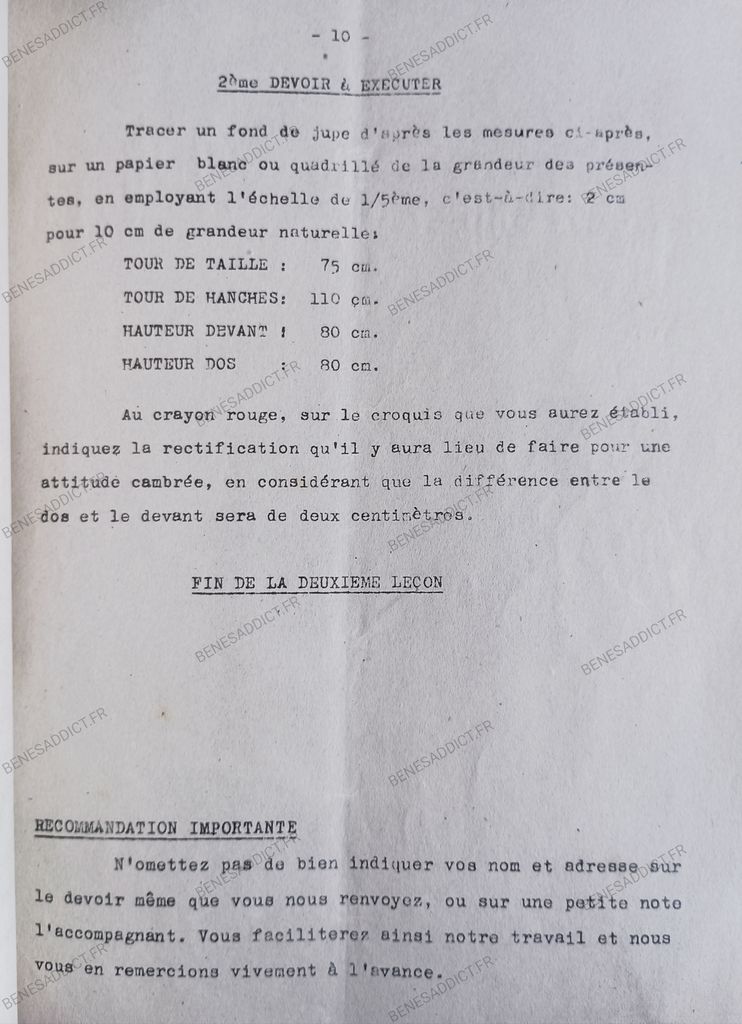 - 10 -
2ème DEVOIR à EXECUTER
Tracer un fond de jupe d'après les mesures ci-après,
sur un papier blanc ou quadrillé de la grandeur des présen-
tes, en employant l'échelle de 1/5ème, c'est-à-dire: 2 cm
pour 10 cm de grandeur naturelle:
TOUR DE TAILLE : 75 cm.
TOUR DE HANCHES: 110 cm.
HAUTEUR DEVANT : 80 cm.
HAUTEUR DOS : 80 cm.
Au crayon rouge, sur le croquis que vous aurez établi,
indiquez la rectification qu'il y aura lieu de faire pour une
attitude cambrée, en considérant que la différence entre le
dos et le devant sera de deux centimètres.
FIN DE LA DEUXIEME LEÇON
RECOMMANDATION IMPORTANTE
N'omettez pas de bien indiquer vos nom et adresse sur
le devoir même que vous nous renvoyez, ou sur une petite note
l'accompagnant. Vous faciliterez ainsi notre travail et nous
vous en remercions vivement à l'avance.
BENESADDICT.FR